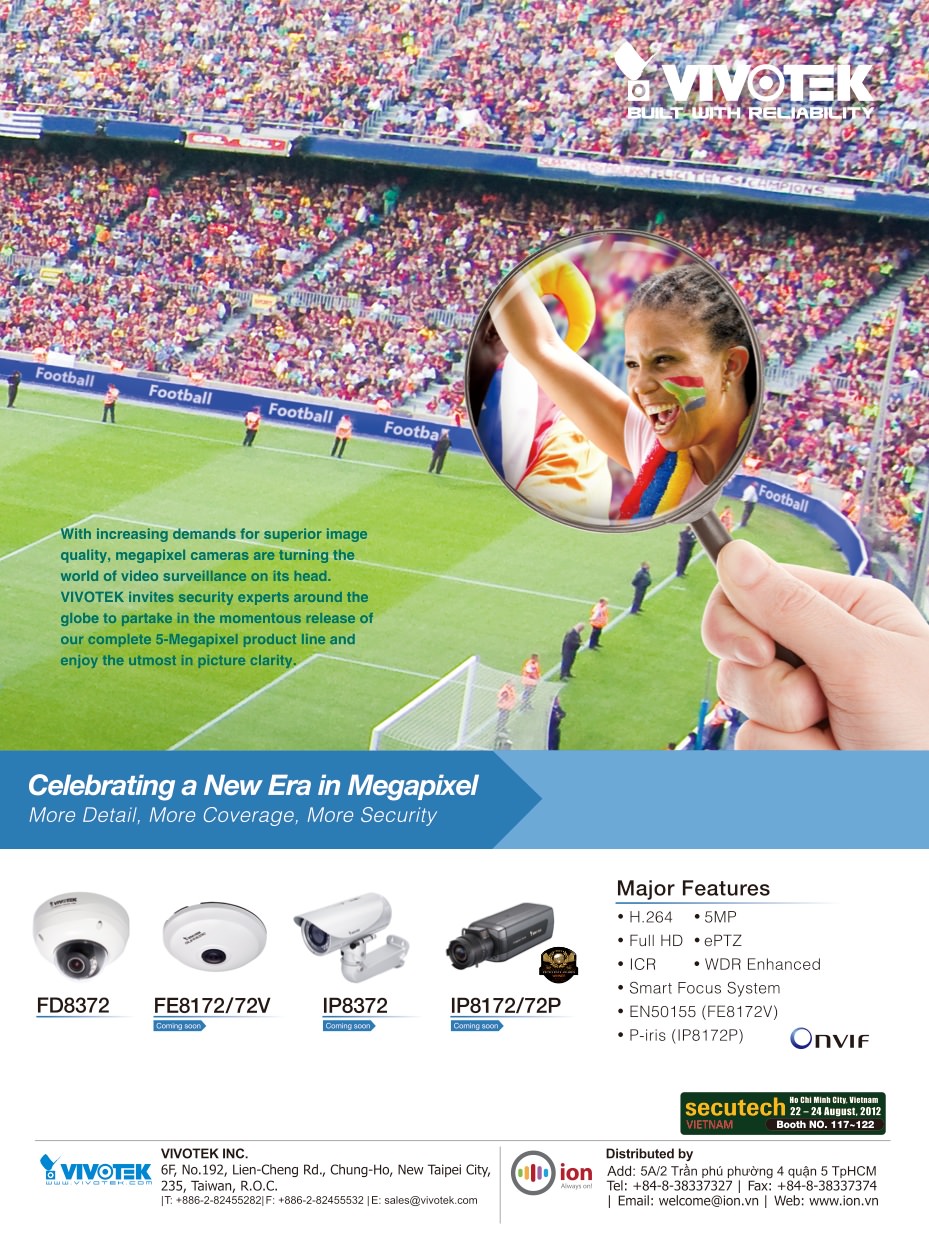 VIVOTEK
BUILT WITH RELIABILITY
Football
Football
Football
Footba
Football
With increasing demands for superior image
quality, megapixel cameras are turning the
world of video surveillance on its head.
VIVOTEK invites security experts around the
globe to partake in the momentous release of
our complete 5-Megapixel product line and
enjoy the utmost in picture clarity.
Celebrating a New Era in Megapixel
More Detail, More Coverage, More Security
FD8372
FE8172/72V
Coming soon
IP8372
Coming soon
IP8172/72P
Coming soon
Major Features
• H.264 • 5MP
• Full HD • ePTZ
• ICR • WDR Enhanced
• Smart Focus System
• EN50155 (FE8172V)
• P-iris (IP8172P)
ONVIF
secutech
VIETNAM
Ho Chi Minh City, Vietnam
22 – 24 August, 2012
Booth NO. 117~122
VIVOTEK
www.vivotek.com
VIVOTEK INC.
6F, No.192, Lien-Cheng Rd., Chung-Ho, New Taipei City,
235, Taiwan, R.O.C.
|T: +886-2-82455282|F: +886-2-82455532 |E: sales@vivotek.com
ion
Always on!
Distributed by
Add: 5A/2 Trần phú phường 4 quận 5 TpHCM
Tel: +84-8-38337327 | Fax: +84-8-38337374
| Email: welcome@ion.vn | Web: www.ion.vn